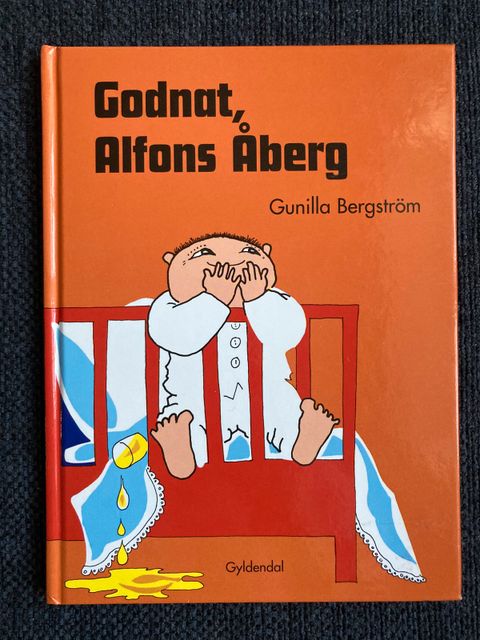 Godnat,
Alfons Åberg
Gunilla Bergström
Gyldendal